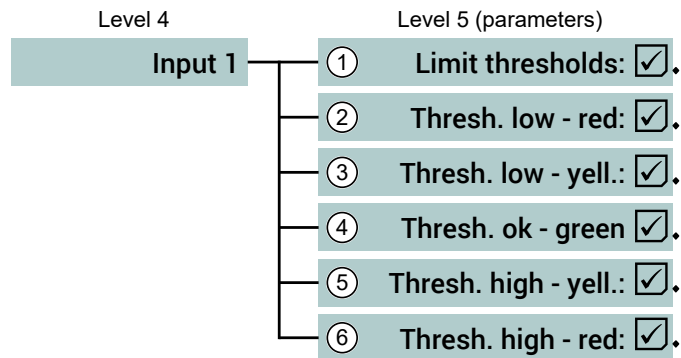 Level 4 Level 5 (parameters)
Input 1 1 Limit thresholds:
2 Thresh. low - red:
3 Thresh. low - yell.:
4 Thresh. ok - green
5 Thresh. high - yell.:
6 Thresh. high - red: